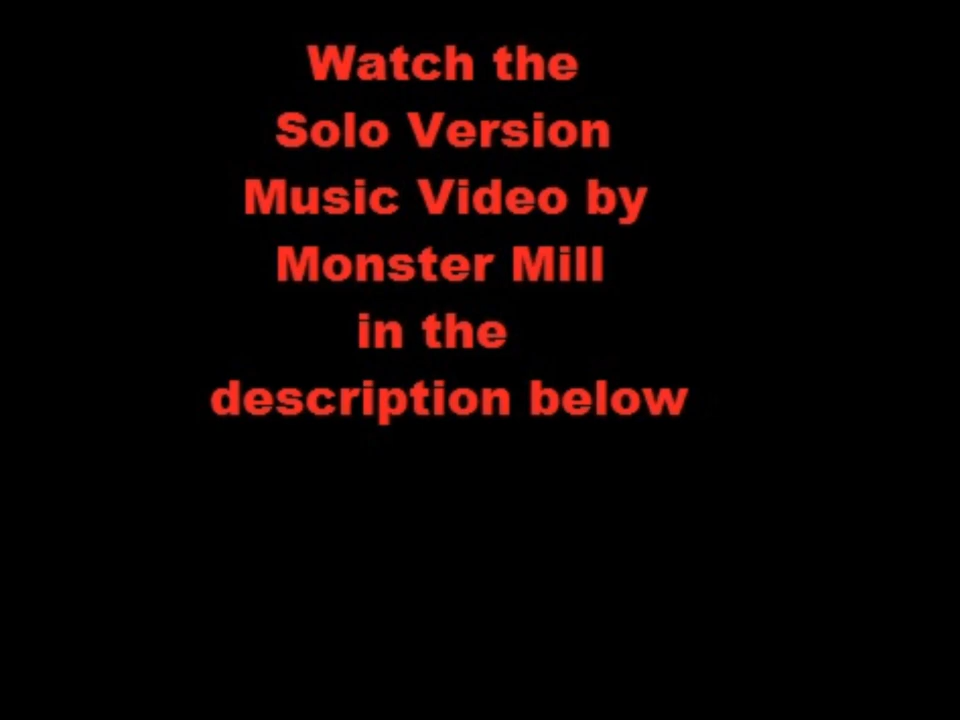 Watch the
Solo Version
Music Video by
Monster Mill
in the
description below